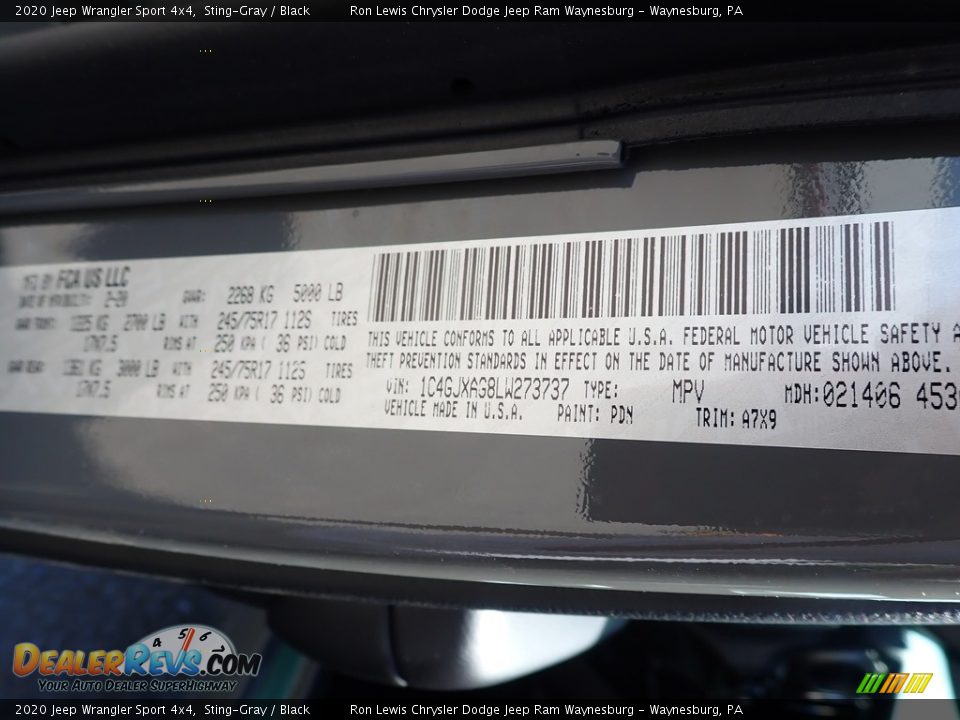 2020 Jeep Wrangler Sport 4x4, Sting-Gray / Black Ron Lewis Chrysler Dodge Jeep Ram Waynesburg - Waynesburg, PA
MFG BY FCA US LLC
DATE OF MFR 2-20 GVWR: 2268 KG 5000 LB
GAWR FRONT: 1225 KG 2700 LB WITH 245/75R17 112S TIRES
17X7.5 RIMS AT 250 KPA ( 36 PSI) COLD
GAWR REAR: 1361 KG 3000 LB WITH 245/75R17 112S TIRES
17X7.5 RIMS AT 250 KPA ( 36 PSI) COLD
THIS VEHICLE CONFORMS TO ALL APPLICABLE U.S.A. FEDERAL MOTOR VEHICLE SAFETY A
THEFT PREVENTION STANDARDS IN EFFECT ON THE DATE OF MANUFACTURE SHOWN ABOVE.
VIN: 1C4GJXAG8LW273737 TYPE: MPV MDH: 021406 453
VEHICLE MADE IN U.S.A. PAINT: PDN TRIM: A7X9
4 5 6
DEALERREVS.COM
YOUR AUTO DEALER SUPERHIGHWAY
2020 Jeep Wrangler Sport 4x4, Sting-Gray / Black Ron Lewis Chrysler Dodge Jeep Ram Waynesburg - Waynesburg, PA